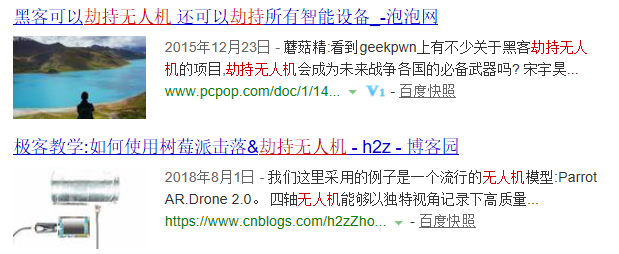 黑客可以劫持无人机 还可以劫持所有智能设备_-泡泡网
2015年12月23日 - 蘑菇精:看到geekpwn上有不少关于黑客劫持无人
机的项目,劫持无人机会成为未来战争各国的必备武器吗? 宋宇昊...
www.pcpop.com/doc/1/14... V1 - 百度快照
极客教学:如何使用树莓派击落&劫持无人机 - h2z - 博客园
2018年8月1日 - 我们这里采用的例子是一个流行的无人机模型:Parrot
AR.Drone 2.0。 四轴无人机能够以独特视角记录下高质量...
https://www.cnblogs.com/h2zZho... - 百度快照